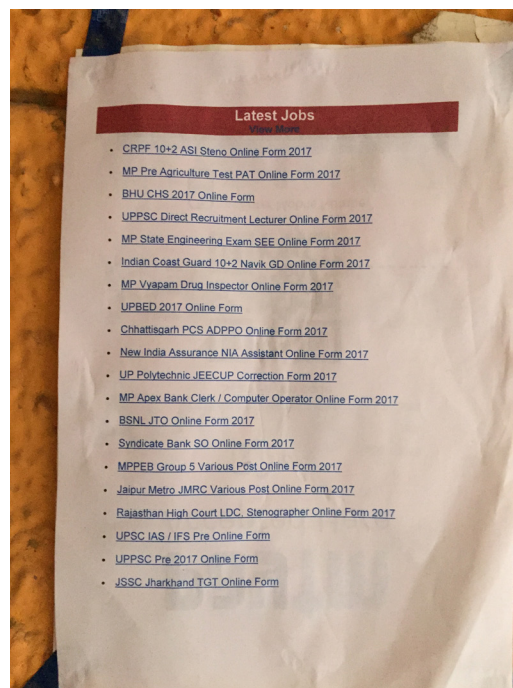 Latest Jobs
View More
CRPF 10+2 ASI Steno Online Form 2017
MP Pre Agriculture Test PAT Online Form 2017
BHU CHS 2017 Online Form
UPPSC Direct Recruitment Lecturer Online Form 2017
MP State Engineering Exam SEE Online Form 2017
Indian Coast Guard 10+2 Navik GD Online Form 2017
MP Vyapam Drug Inspector Online Form 2017
UPBED 2017 Online Form
Chhattisgarh PCS ADPPO Online Form 2017
New India Assurance NIA Assistant Online Form 2017
UP Polytechnic JEECUP Correction Form 2017
MP Apex Bank Clerk / Computer Operator Online Form 2017
BSNL JTO Online Form 2017
Syndicate Bank SO Online Form 2017
MPPEB Group 5 Various Post Online Form 2017
Jaipur Metro JMRC Various Post Online Form 2017
Rajasthan High Court LDC, Stenographer Online Form 2017
UPSC IAS / IFS Pre Online Form
UPPSC Pre 2017 Online Form
JSSC Jharkhand TGT Online Form